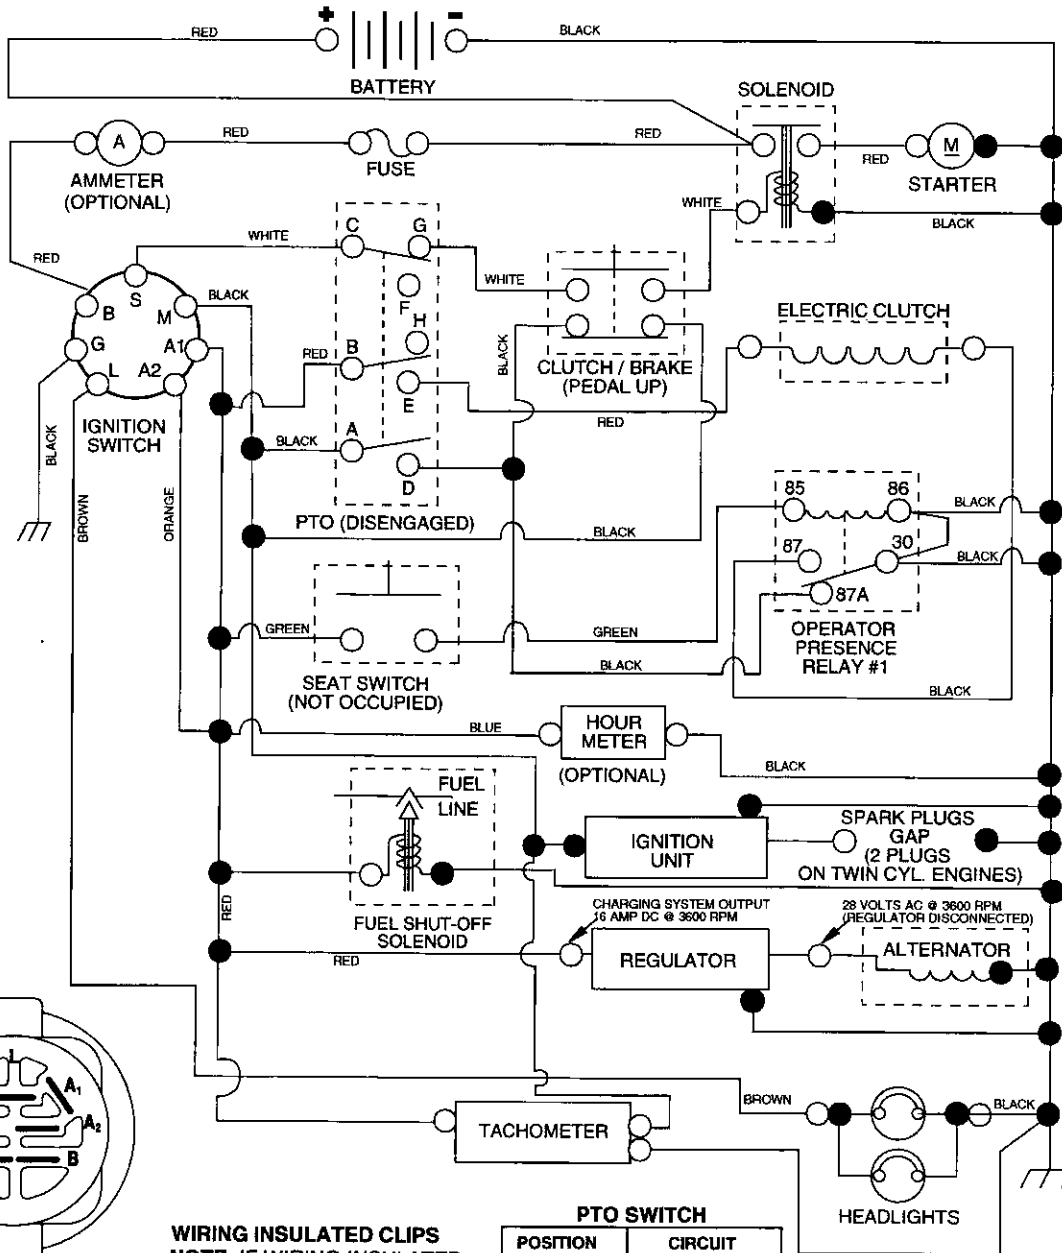 + -
RED BLACK
BATTERY
SOLENOID
A RED RED RED M
FUSE
AMMETER
(OPTIONAL)
STARTER
WHITE BLACK
C G
WHITE
RED
S
WHITE
B M BLACK
F
ELECTRIC CLUTCH
H
G A1
RED B
BLACK
CLUTCH / BRAKE
(PEDAL UP)
L A2
E
RED
IGNITION
SWITCH
A
BLACK
BLACK
D
85 86
BLACK
BROWN
ORANGE
PTO (DISENGAGED)
BLACK
87 30
BLACK
87A
GREEN GREEN
OPERATOR
PRESENCE
RELAY #1
BLACK
SEAT SWITCH
(NOT OCCUPIED)
BLACK
BLUE
HOUR
METER
(OPTIONAL)
BLACK
FUEL
LINE
IGNITION
UNIT
SPARK PLUGS
GAP
(2 PLUGS
ON TWIN CYL. ENGINES)
RED
FUEL SHUT-OFF
SOLENOID
CHARGING SYSTEM OUTPUT
16 AMP DC @ 3600 RPM
28 VOLTS AC @ 3600 RPM
(REGULATOR DISCONNECTED)
RED
REGULATOR
ALTERNATOR
L
A1
A2
B
BROWN BLACK
TACHOMETER
HEADLIGHTS
WIRING INSULATED CLIPS
NOTE: IF WIRING INSULATED
PTO SWITCH
POSITION CIRCUIT